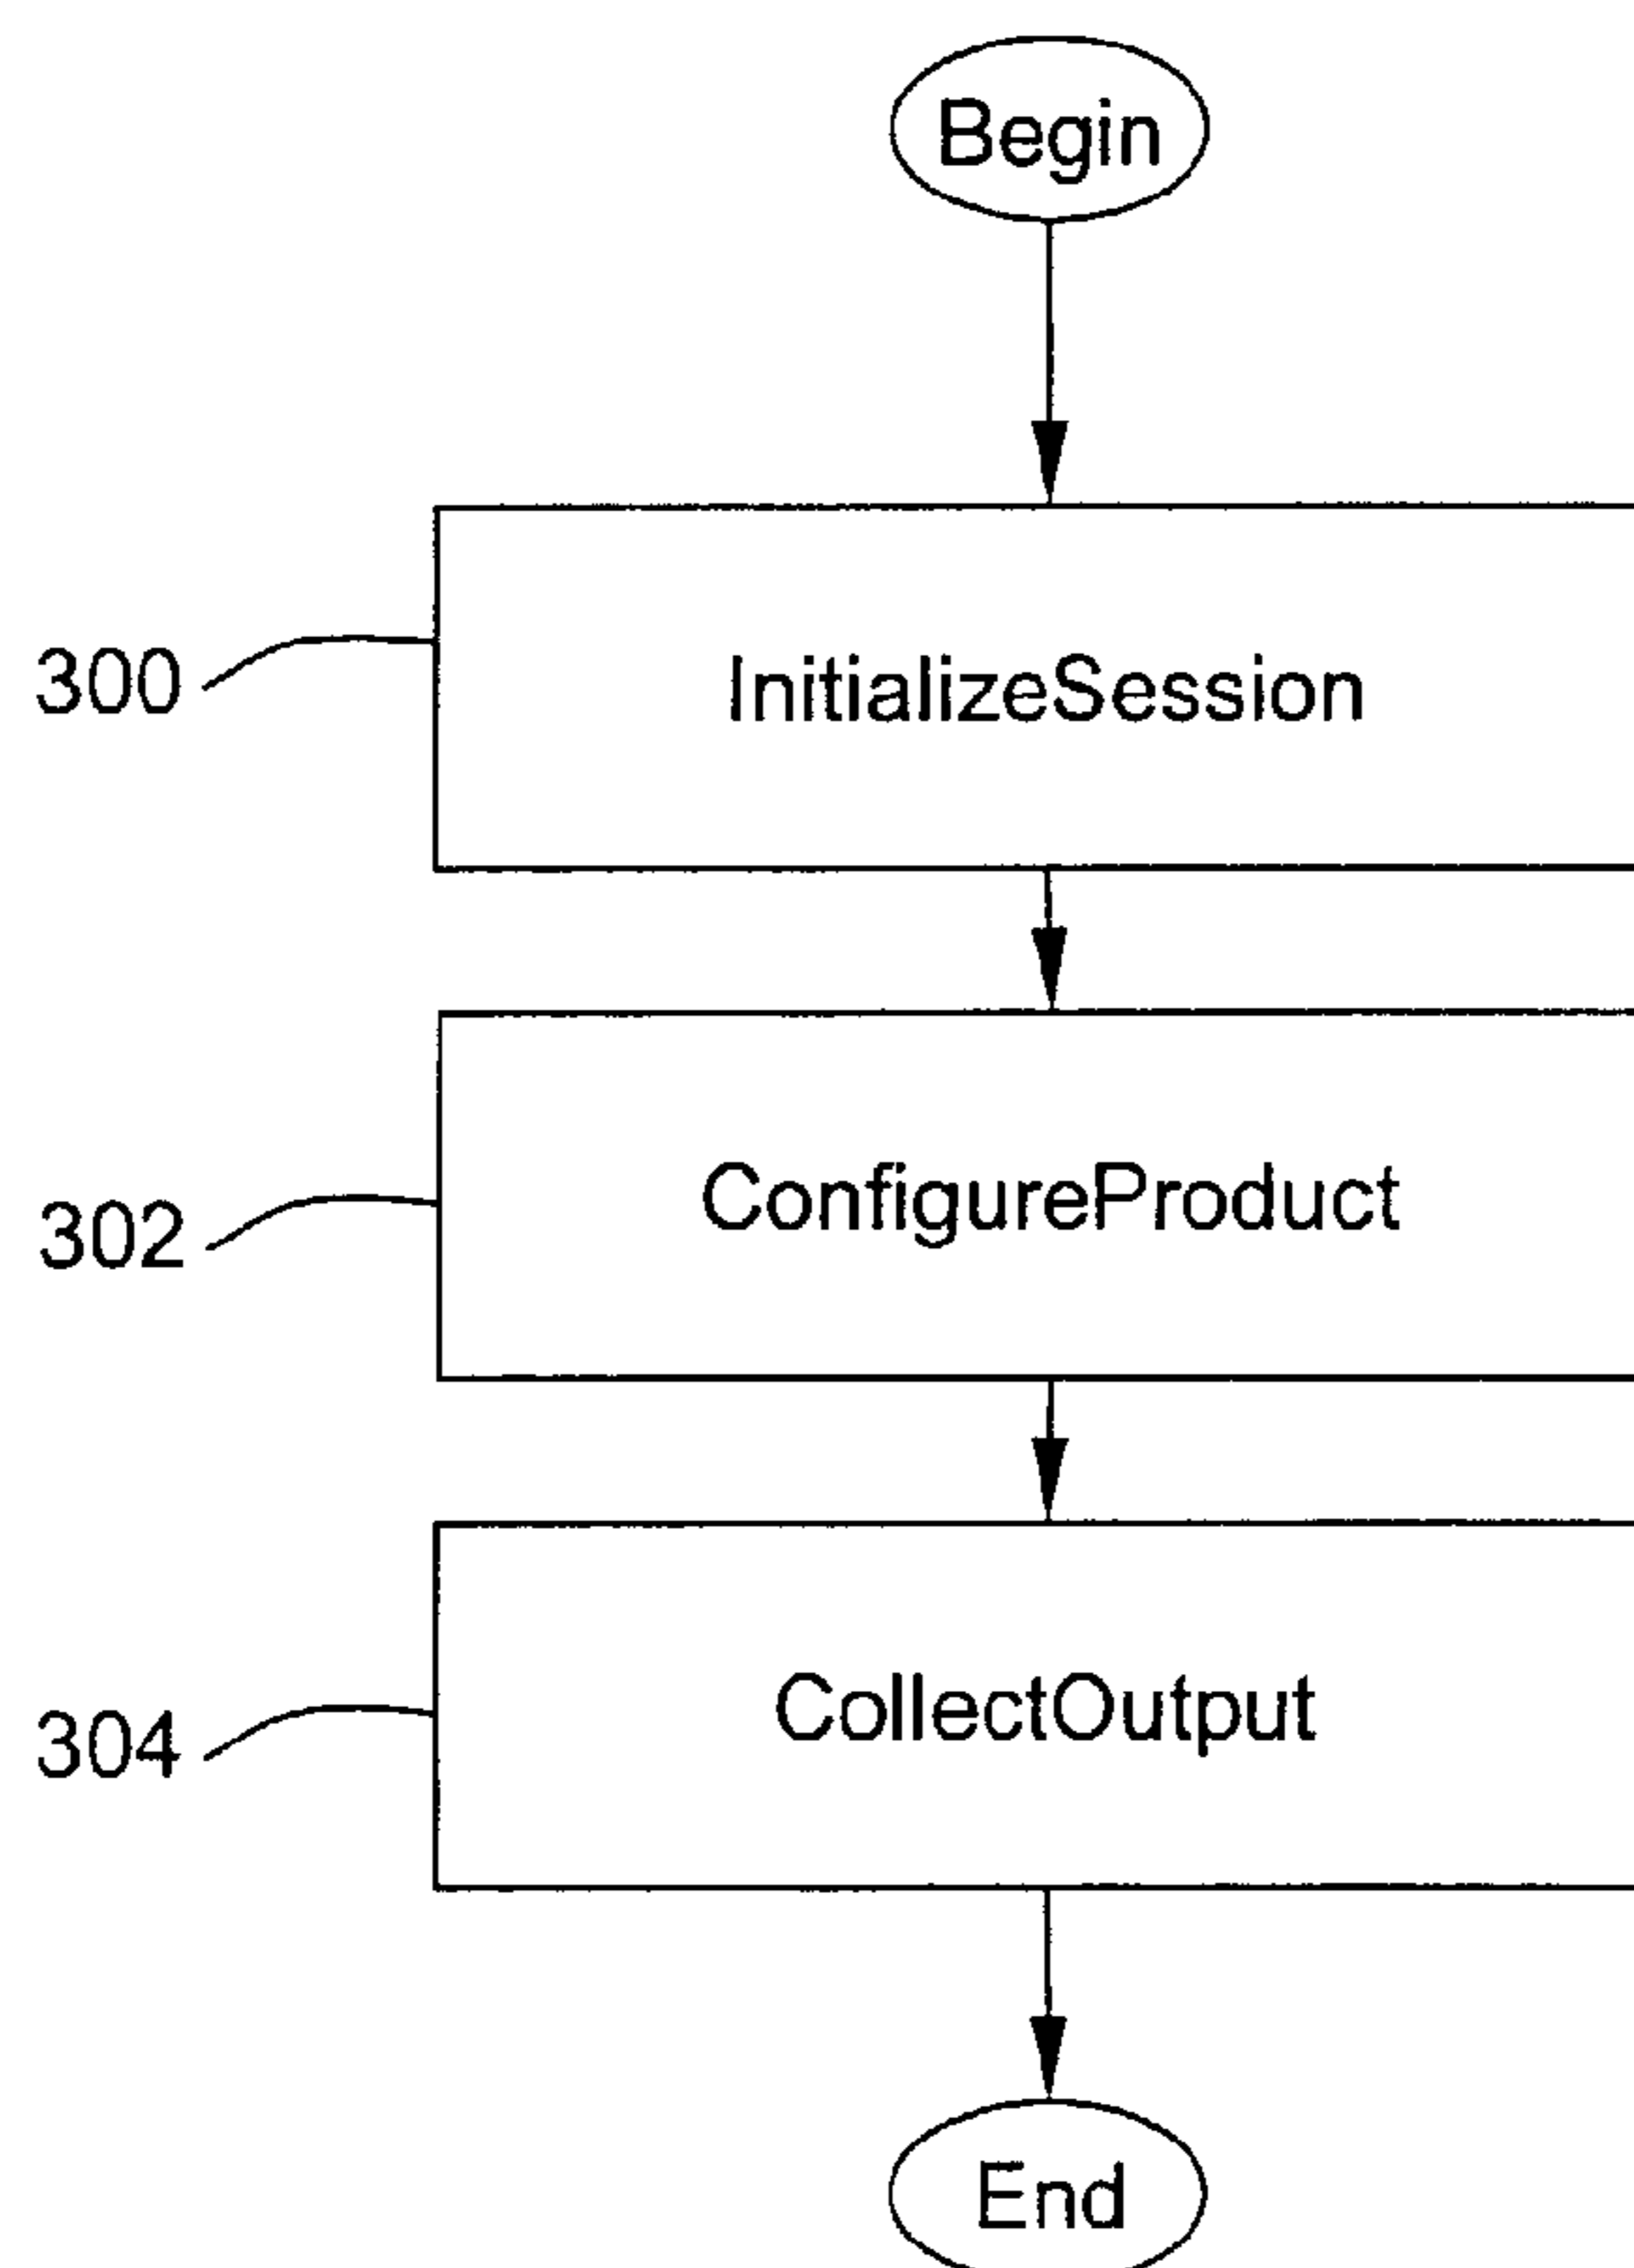 Begin
300
InitializeSession
302
ConfigureProduct
304
CollectOutput
End